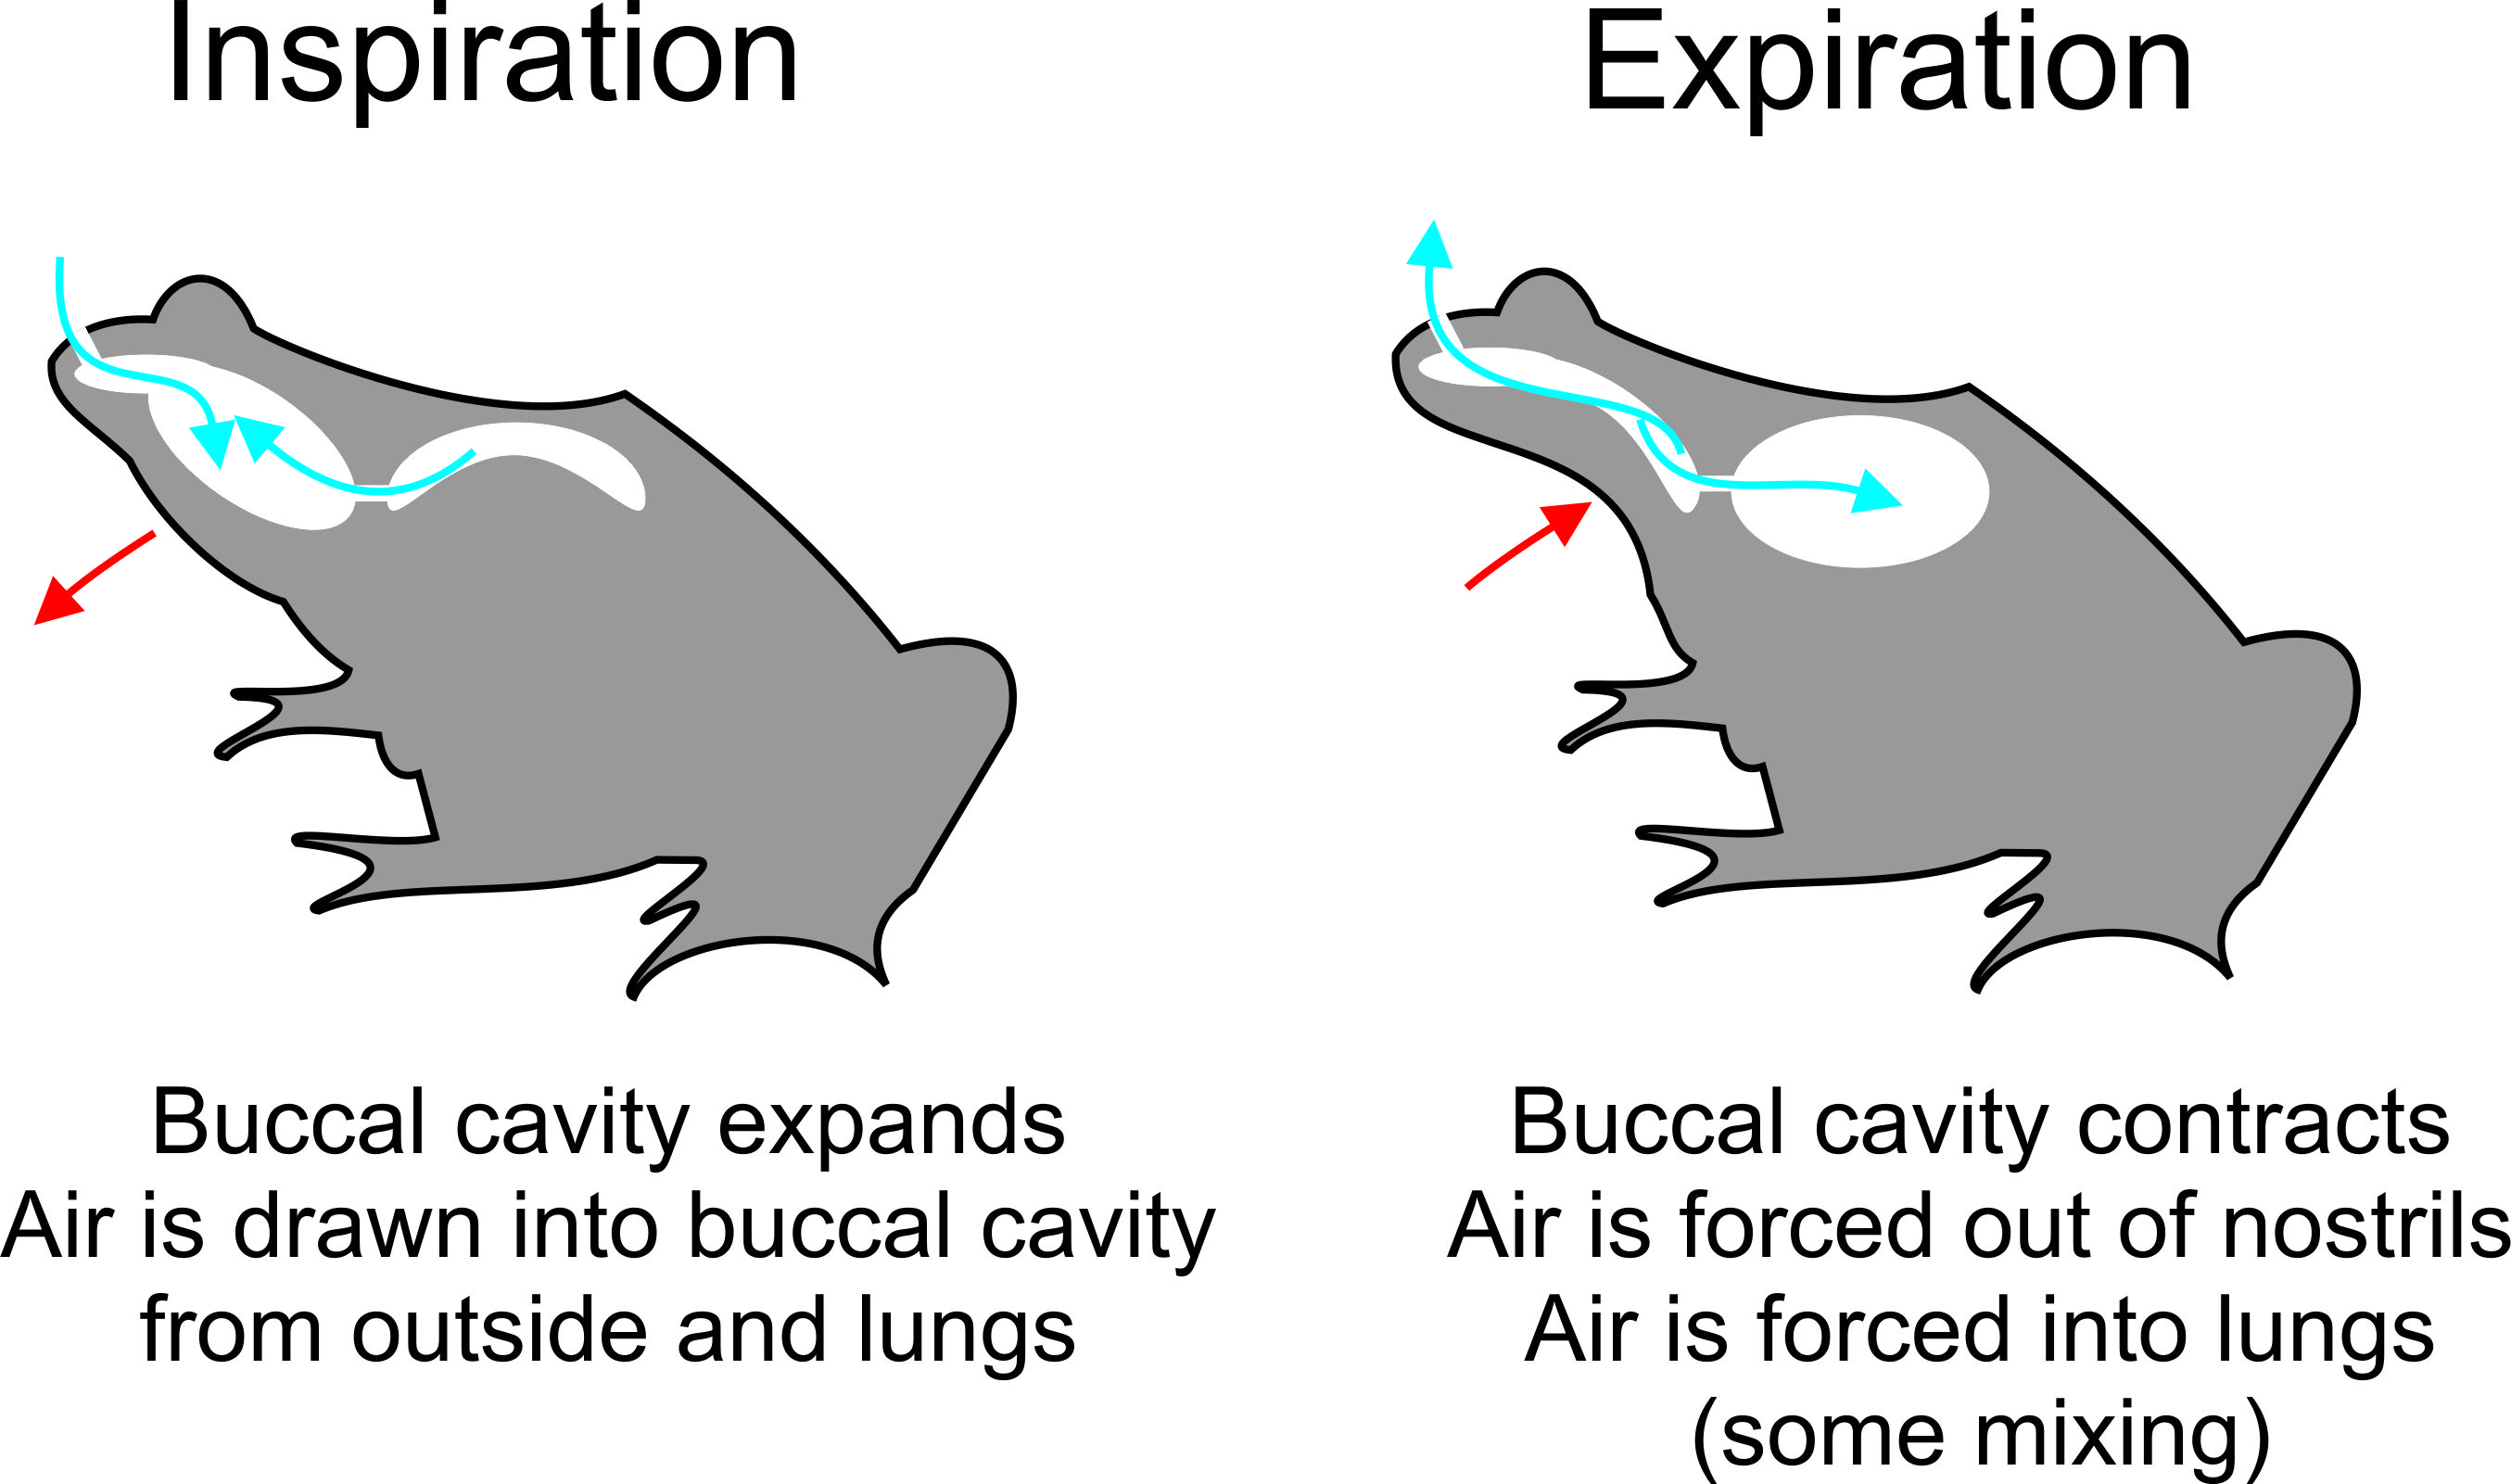 Inspiration
Buccal cavity expands
Air is drawn into buccal cavity
from outside and lungs
Expiration
Buccal cavity contracts
Air is forced out of nostrils
Air is forced into lungs
(some mixing)